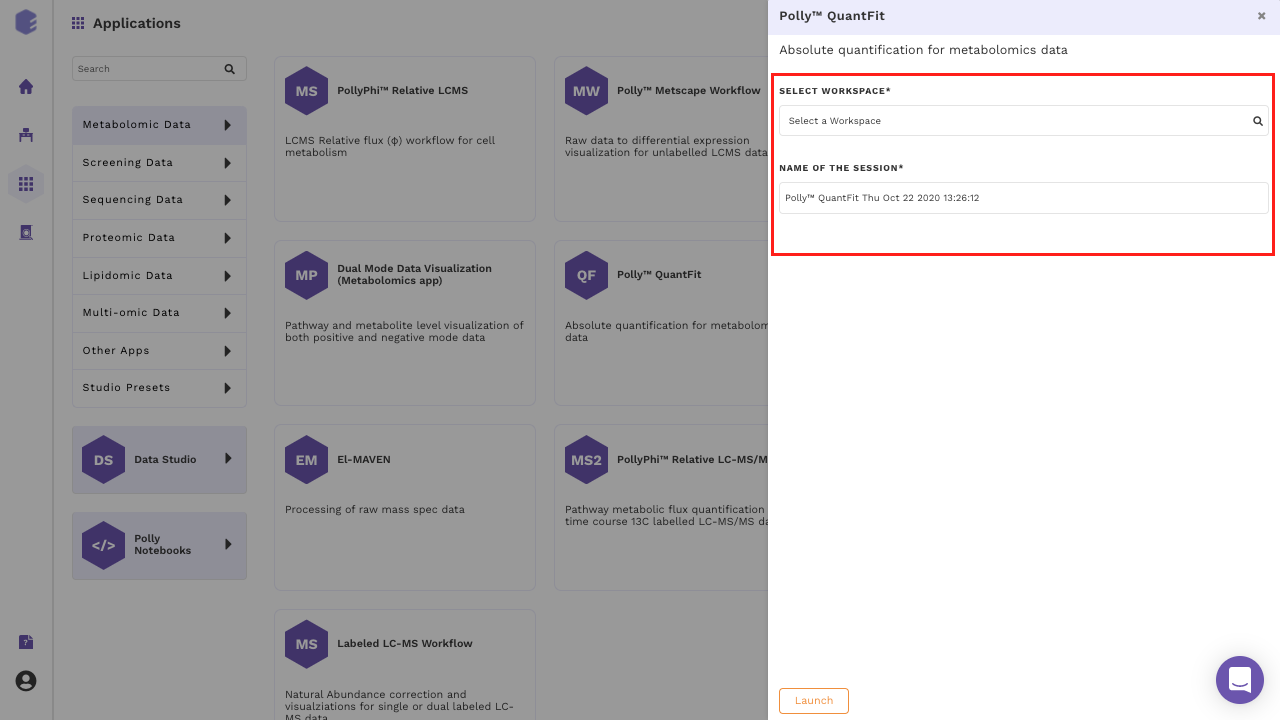 Applications
Search
Metabolomic Data
Screening Data
Sequencing Data
Proteomic Data
Lipidomic Data
Multi-omic Data
Other Apps
Studio Presets
DS
Data Studio
</>
Polly
Notebooks
?
MS
PollyPhi™ Relative LCMS
LCMS Relative flux (ϕ) workflow for cell
metabolism
MW
Polly™ Metscape Workflow
Raw data to differential expression
visualization for unlabelled LCMS data
MP
Dual Mode Data Visualization
(Metabolomics app)
Pathway and metabolite level visualization of
both positive and negative mode data
QF
Polly™ QuantFit
Absolute quantification for metabolom
data
EM
El-MAVEN
Processing of raw mass spec data
MS2
PollyPhi™ Relative LC-MS/M
Pathway metabolic flux quantification
time course 13C labelled LC-MS/MS da
MS
Labeled LC-MS Workflow
Natural Abundance correction and
visualziations for single or dual labeled LC-
MS data
Polly™ QuantFit
×
Absolute quantification for metabolomics data
SELECT WORKSPACE*
Select a Workspace
NAME OF THE SESSION*
Polly™ QuantFit Thu Oct 22 2020 13:26:12
Launch